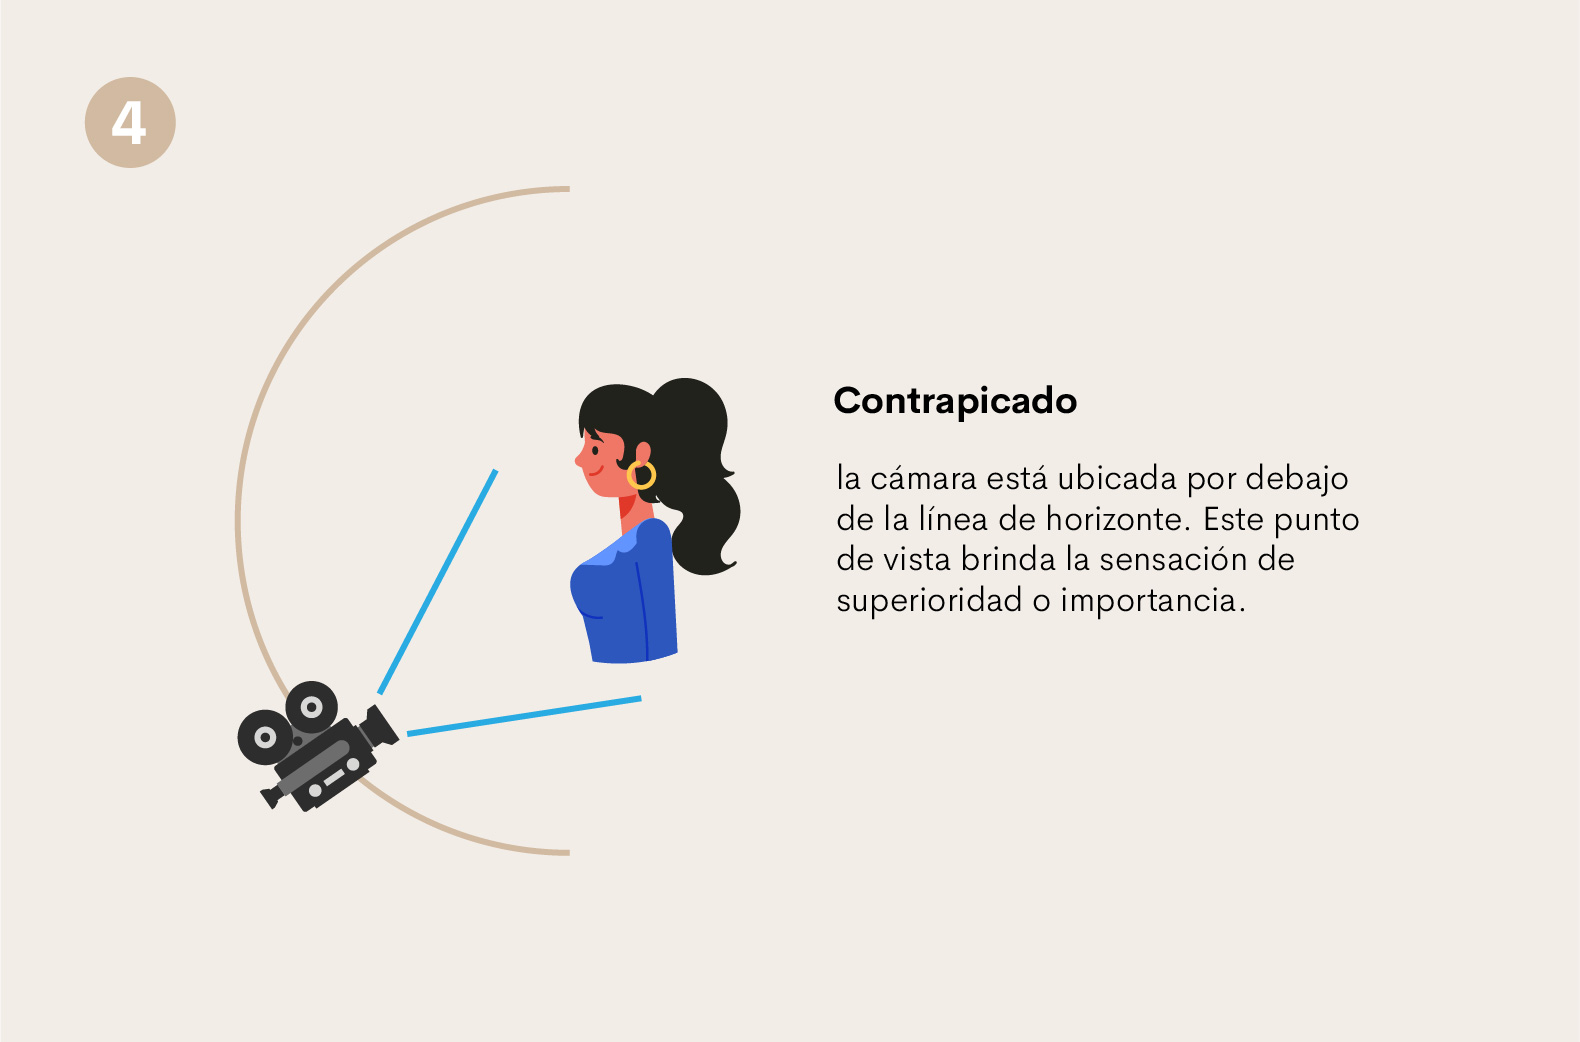 4
Contrapicado
la cámara está ubicada por debajo
de la línea de horizonte. Este punto
de vista brinda la sensación de
superioridad o importancia.